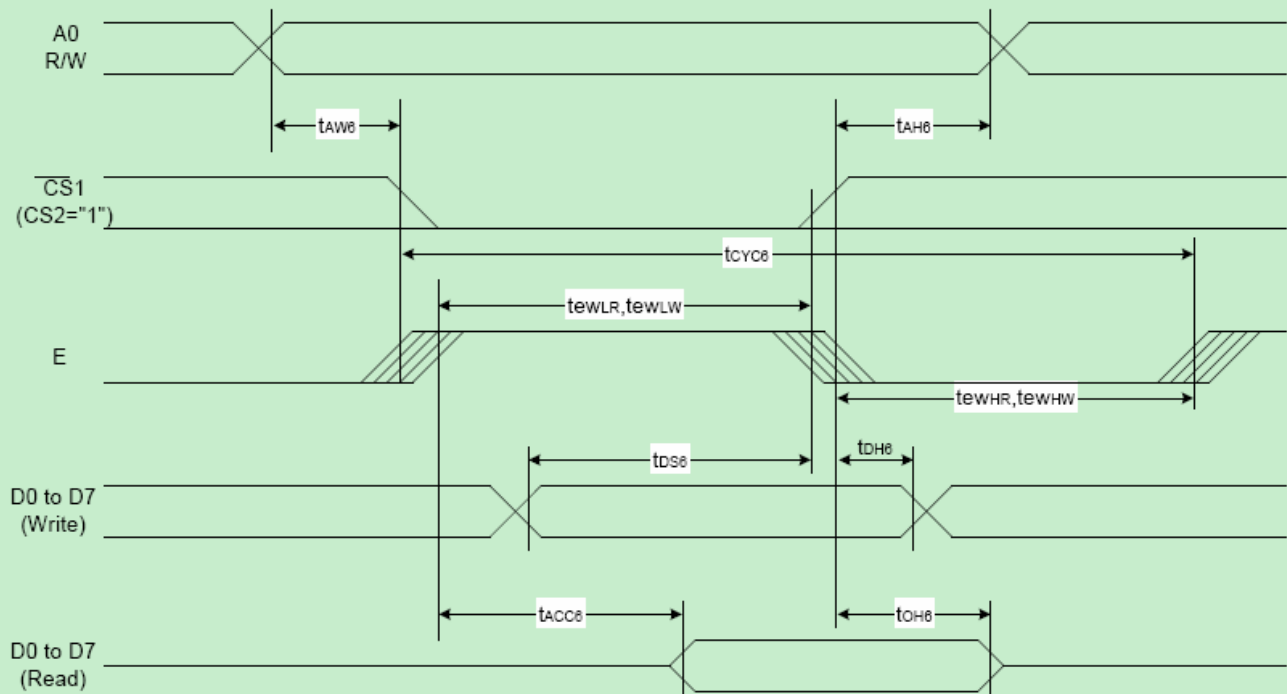 A0
R/W
tAW6
tAH6
CS1
(CS2="1")
tCYC6
tewLR,tewLW
E
tewHR,tewHW
tDS6
tDH6
D0 to D7
(Write)
tACC6
tOH6
D0 to D7
(Read)